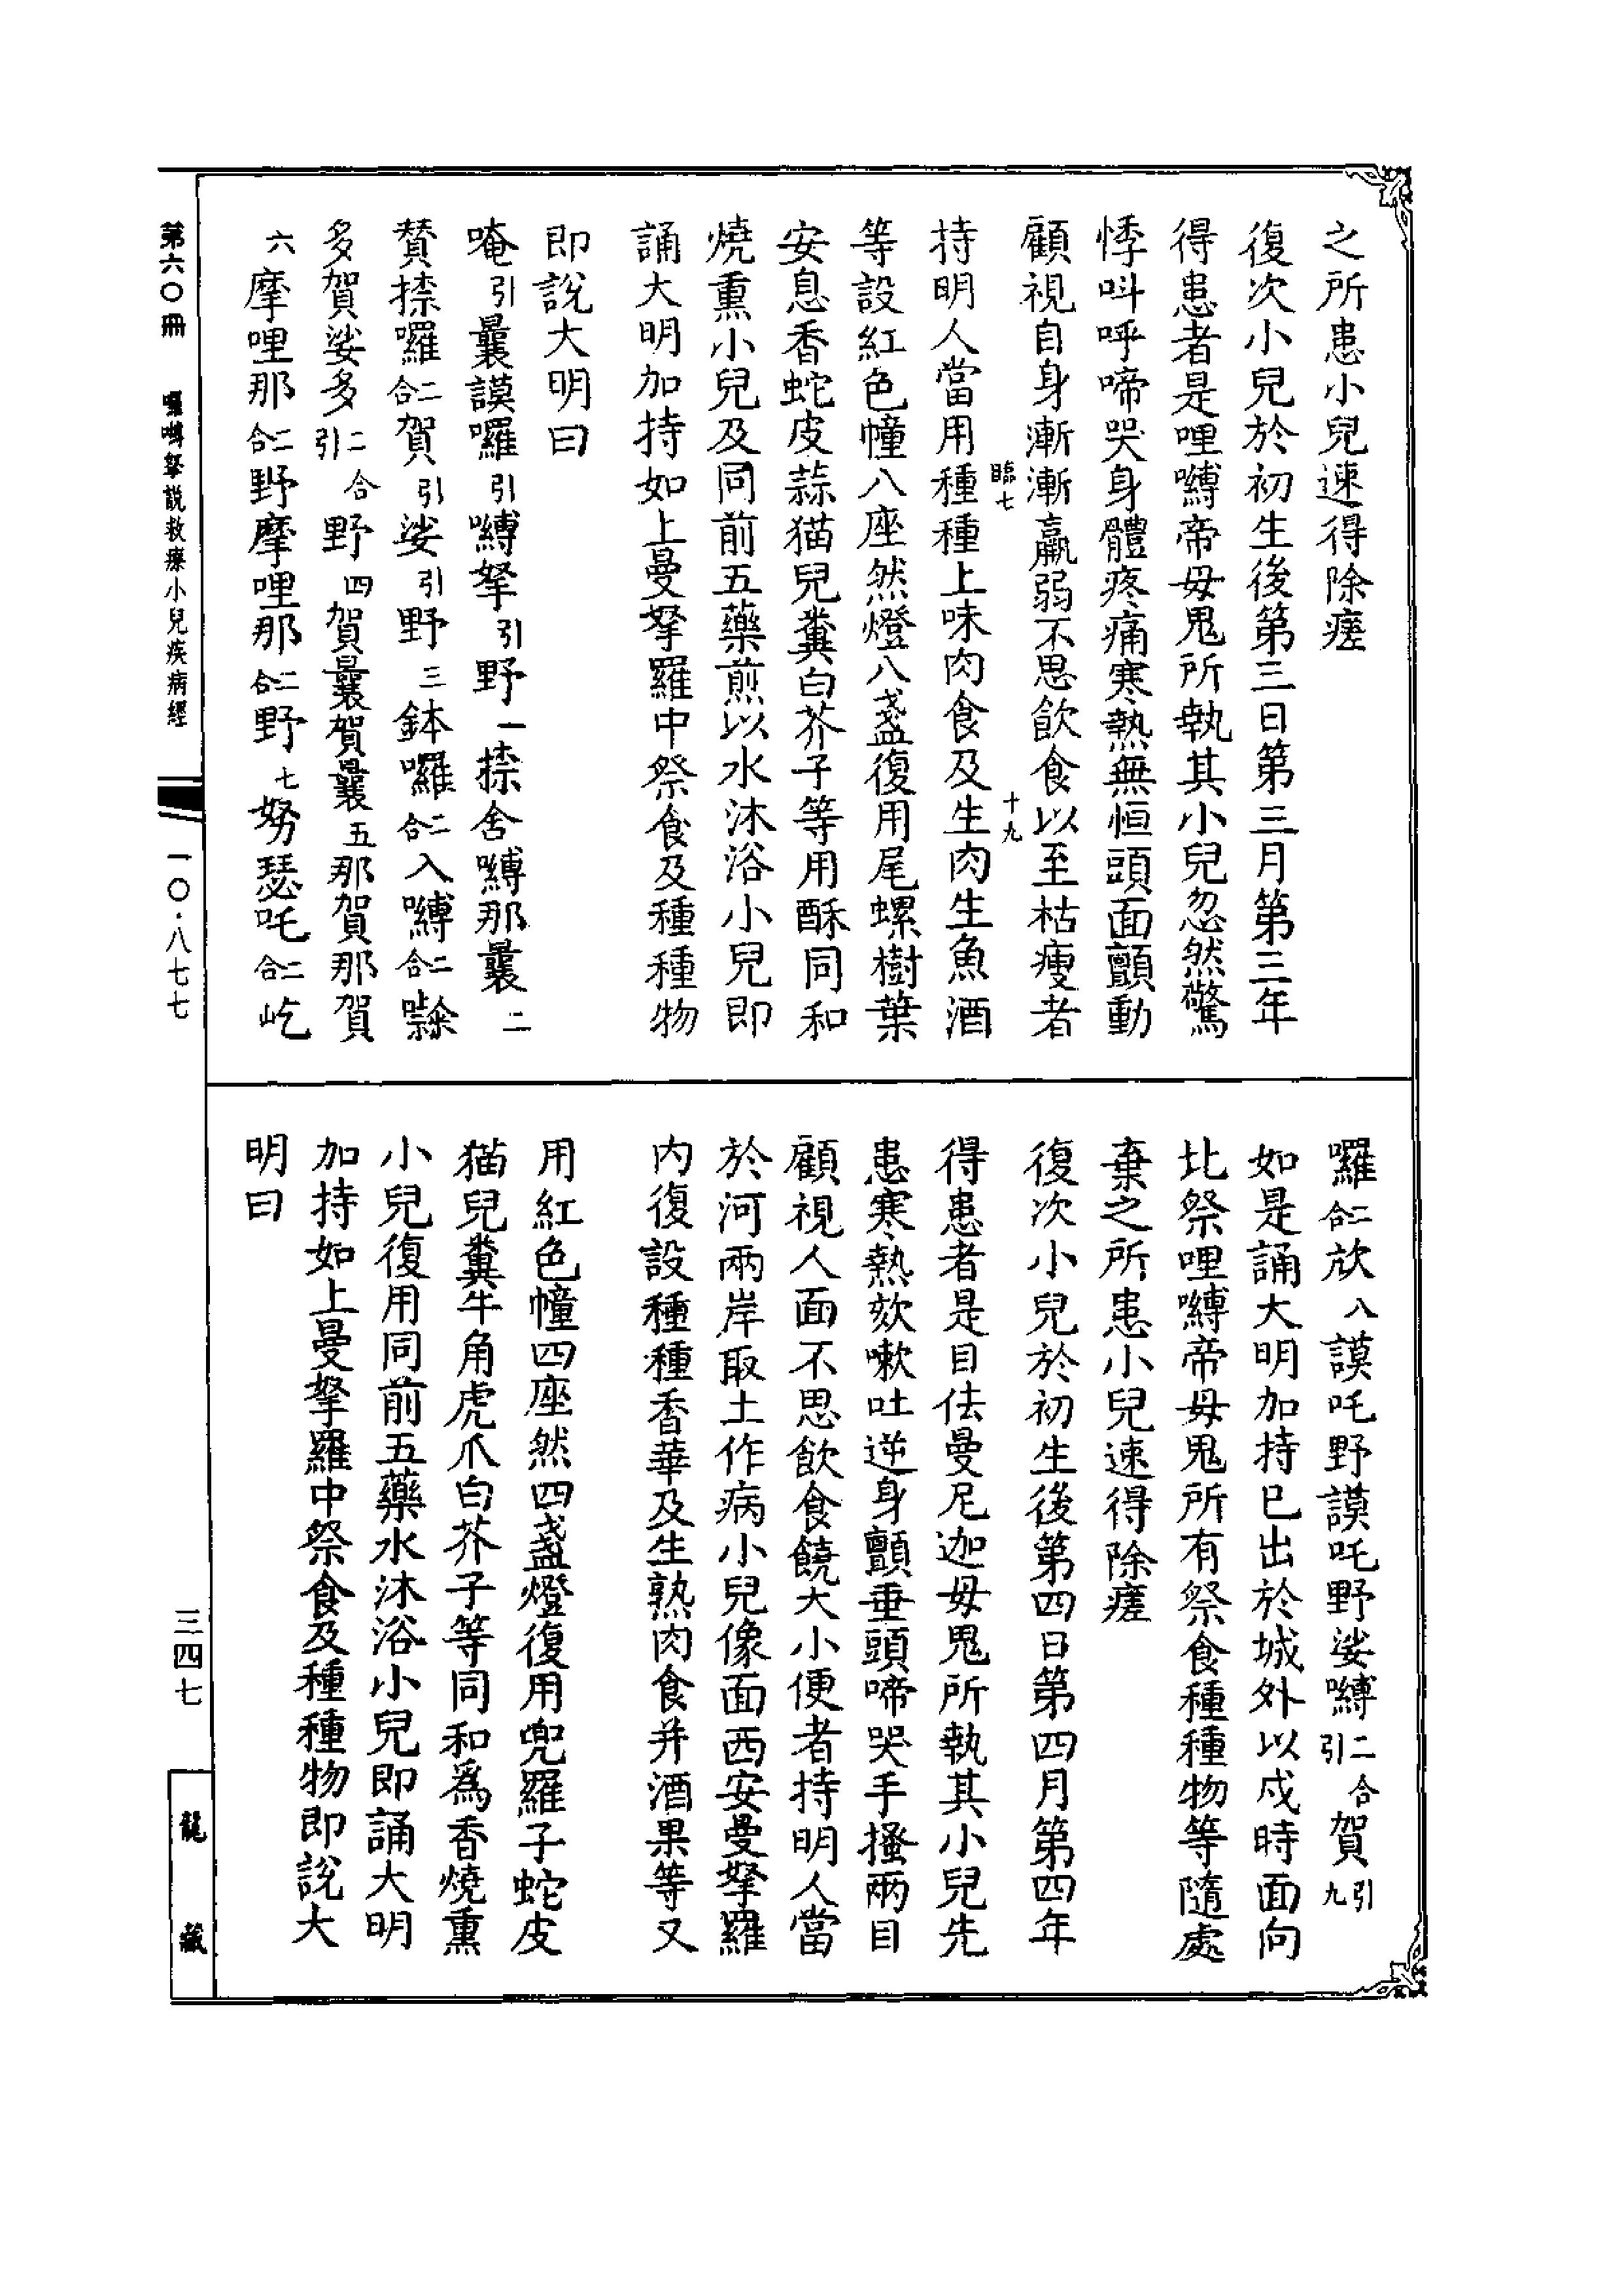 之所患小兒速得除瘥
復次小兒於初生後第三日第三月第三年
得患者是哩嚩帝母鬼所執其小兒忽然驚
悸呌呼啼哭身體疼痛寒熱無恒頭面顫動
顧視自身漸漸羸弱不思飲食以至枯瘦者
臨七 十九
持明人當用種種上味肉食及生肉生魚酒
等設紅色幢八座然燈八盞復用尾螺樹葉
安息香蛇皮蒜猫兒糞白芥子等用酥同和
燒熏小兒及同前五藥煎以水沐浴小兒即
誦大明加持如上曼拏羅中祭食及種種物
即説大明曰
唵引曩謨囉引嚩拏引野一捺舍嚩那曩二
賛捺囉二合賀引娑引野三鉢囉二合入嚩二合
多賀娑多二合引野四賀曩賀曩五那賀那賀
六摩哩那二合野摩哩那二合野七努瑟吒二合屹
囉二合㰠八謨吒野謨吒野娑嚩二合引賀引九
如是誦大明加持已出於城外以戍時面向
北祭哩嚩帝母鬼所有祭食種種物等隨處
棄之所患小兒速得除瘥
復次小兒於初生後第四日第四月第四年
得患者是目佉曼尼迦母鬼所執其小兒先
患寒熱欬嗽吐逆身顫垂頭啼哭手搔兩目
顧視人面不思飲食饒大小便者持明人當
於河兩岸取土作病小兒像面西安曼拏羅
内復設種種香華及生熟肉食并酒果等又
用紅色幢四座然四盞燈復用兜羅子蛇皮
猫兒糞牛角虎爪白芥子等同和爲香燒熏
小兒復用同前五藥水沐浴小兒即誦大明
加持如上曼拏羅中祭食及種種物即説大
明曰
第六〇冊 囉嚩拏説救療小兒疾病經 一〇·八七七 三四七 龍藏